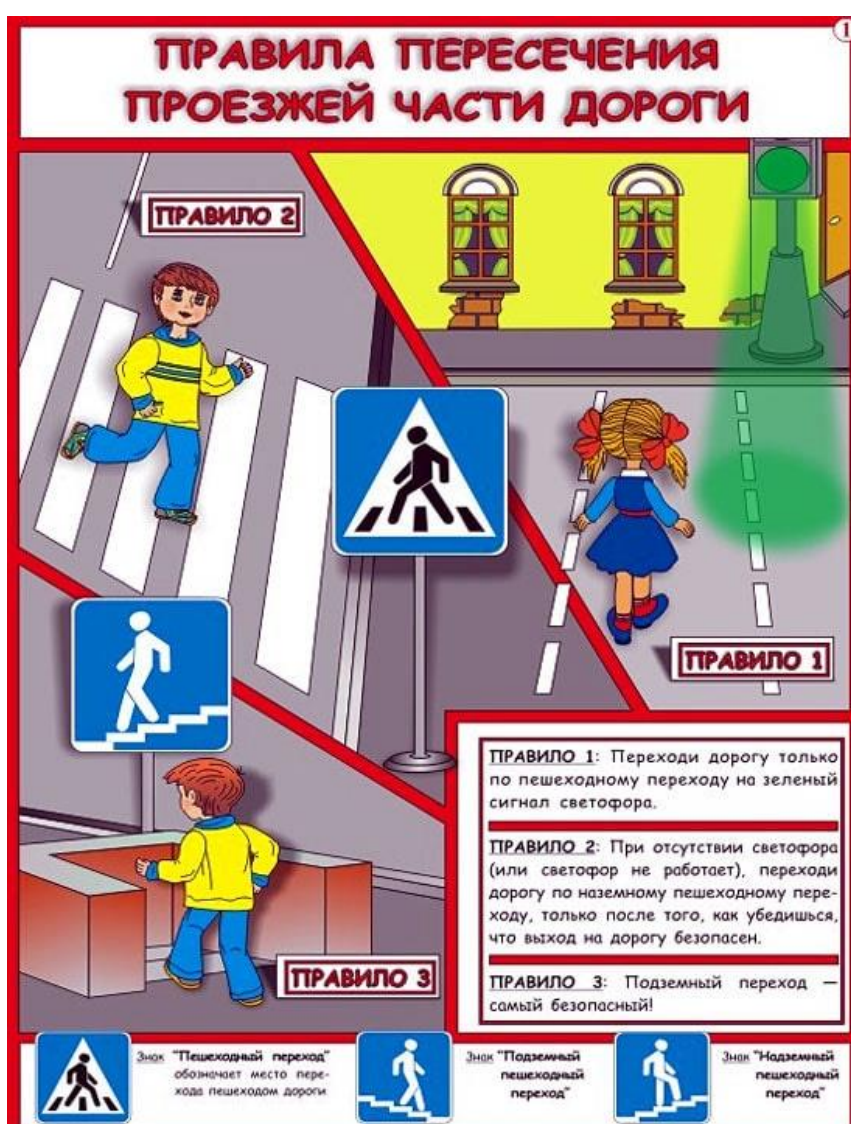 1
ПРАВИЛА ПЕРЕСЕЧЕНИЯ
ПРОЕЗЖЕЙ ЧАСТИ ДОРОГИ
ПРАВИЛО 2
ПРАВИЛО 1
ПРАВИЛО 3
ПРАВИЛО 1: Переходи дорогу только
по пешеходному переходу на зеленый
сигнал светофора.
ПРАВИЛО 2: При отсутствии светофора
(или светофор не работает), переходи
дорогу по наземному пешеходному пере-
ходу, только после того, как убедишься,
что выход на дорогу безопасен.
ПРАВИЛО 3: Подземный переход –
самый безопасный!
Знак "Пешеходный переход"
обозначает место пере-
хода пешеходом дороги
Знак "Подземный
пешеходный
переход"
Знак "Надземный
пешеходный
переход"